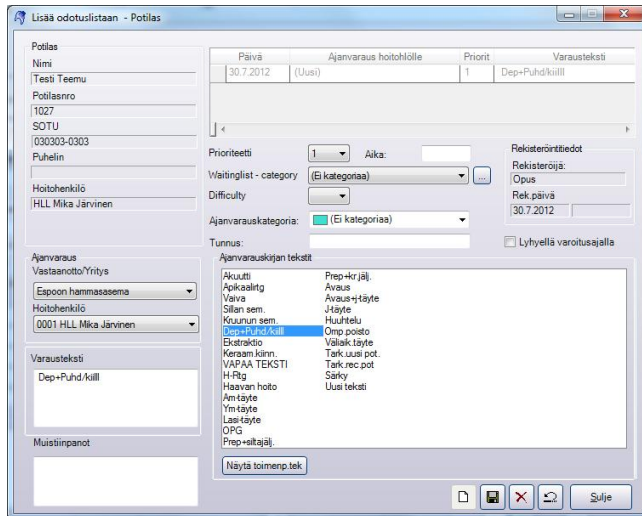 Lisää odotuslistaan - Potilas
Potilas
Nimi
Testi Teemu
Potilasnro
1027
SOTU
030303-0303
Puhelin
Hoitohenkilö
HLL Mika Järvinen
Päivä Ajanvaraus hoitohlölle Priorit Varausteksti
30.7.2012 (Uusi) 1 Dep+Puhd/kiilll
Prioriteetti 1 Aika:
Waitinglist - category (Ei kategoriaa) ...
Difficulty
Ajanvarauskategoria: (Ei kategoriaa)
Tunnus:
Rekisteröintitiedot
Rekisteröijä:
Opus
Rek.päivä
30.7.2012
Lyhyellä varoitusajalla
Ajanvaraus
Vastaanotto/Yritys
Espoon hammasasema
Hoitohenkilö
0001 HLL Mika Järvinen
Varausteksti
Dep+Puhd/kiilll
Muistiinpanot
Ajanvarauskirjan tekstit
Akuutti Prep+kr.jälj.
Apikaalirtg Avaus
Vaiva Avaus+j-täyte
Sillan sem. J-täyte
Kruunun sem. Huuhtelu
Dep+Puhd/kiilll Omp.poisto
Ekstraktio Väliaik.täyte
Keraam.kiinn. Tark.uusi pot.
VAPAA TEKSTI Tark.rec.pot
H-Rtg Särky
Haavan hoito Uusi teksti
Am-täyte
Ym-täyte
Lasi-täyte
OPG
Prep+siltajälj.
Näytä toimenp.tek
Sulje